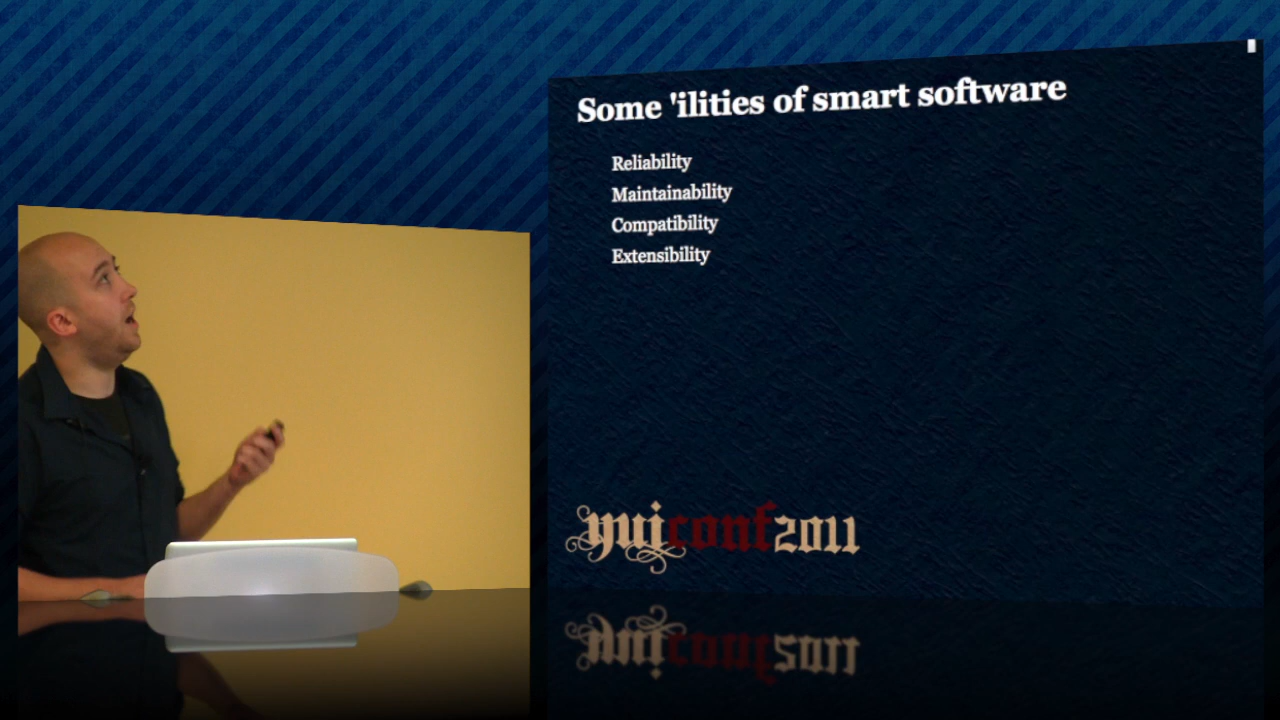 Some 'ilities of smart software
Reliability
Maintainability
Compatibility
Extensibility
yuiconf2011